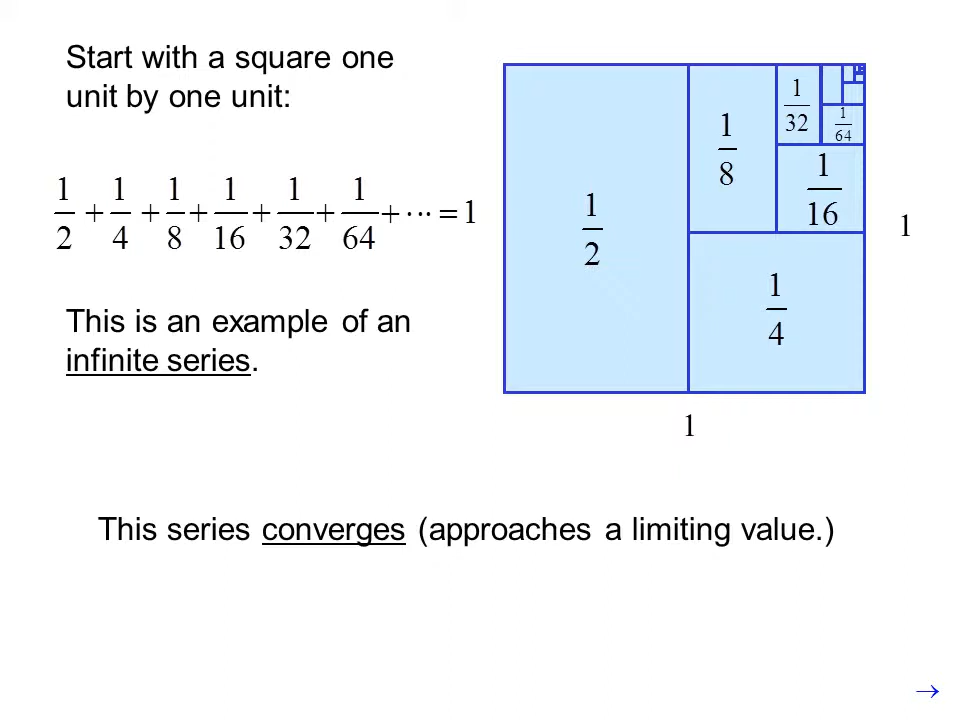 Start with a square one
unit by one unit:
1/2 + 1/4 + 1/8 + 1/16 + 1/32 + 1/64 + ⋯ = 1
This is an example of an
infinite series.
1/2
1/8
1/32
1/64
1/16
1/4
1
1
This series converges (approaches a limiting value.)
→